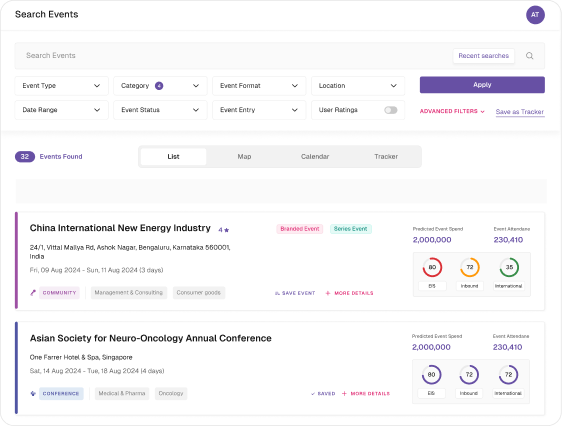 Search Events
AT
Search Events
Recent searches
Event Type
Category 4
Event Format
Location
Apply
Date Range
Event Status
Event Entry
User Ratings
ADVANCED FILTERS
Save as Tracker
32 Events Found
List
Map
Calendar
Tracker
China International New Energy Industry 4★
Branded Event
Series Event
24/1, Vittal Mallya Rd, Ashok Nagar, Bengaluru, Karnataka 560001,
India
Fri, 09 Aug 2024 - Sun, 11 Aug 2024 (3 days)
COMMUNITY
Management & Consulting
Consumer goods
SAVE EVENT
+ MORE DETAILS
Predicted Event Spend
2,000,000
Event Attendane
230,410
80
72
35
EIS
Inbound
International
Asian Society for Neuro-Oncology Annual Conference
One Farrer Hotel & Spa, Singapore
Sat, 14 Aug 2024 - Tue, 18 Aug 2024 (4 days)
CONFERENCE
Medical & Pharma
Oncology
SAVED
+ MORE DETAILS
Predicted Event Spend
2,000,000
Event Attendane
230,410
80
72
72
EIS
Inbound
International